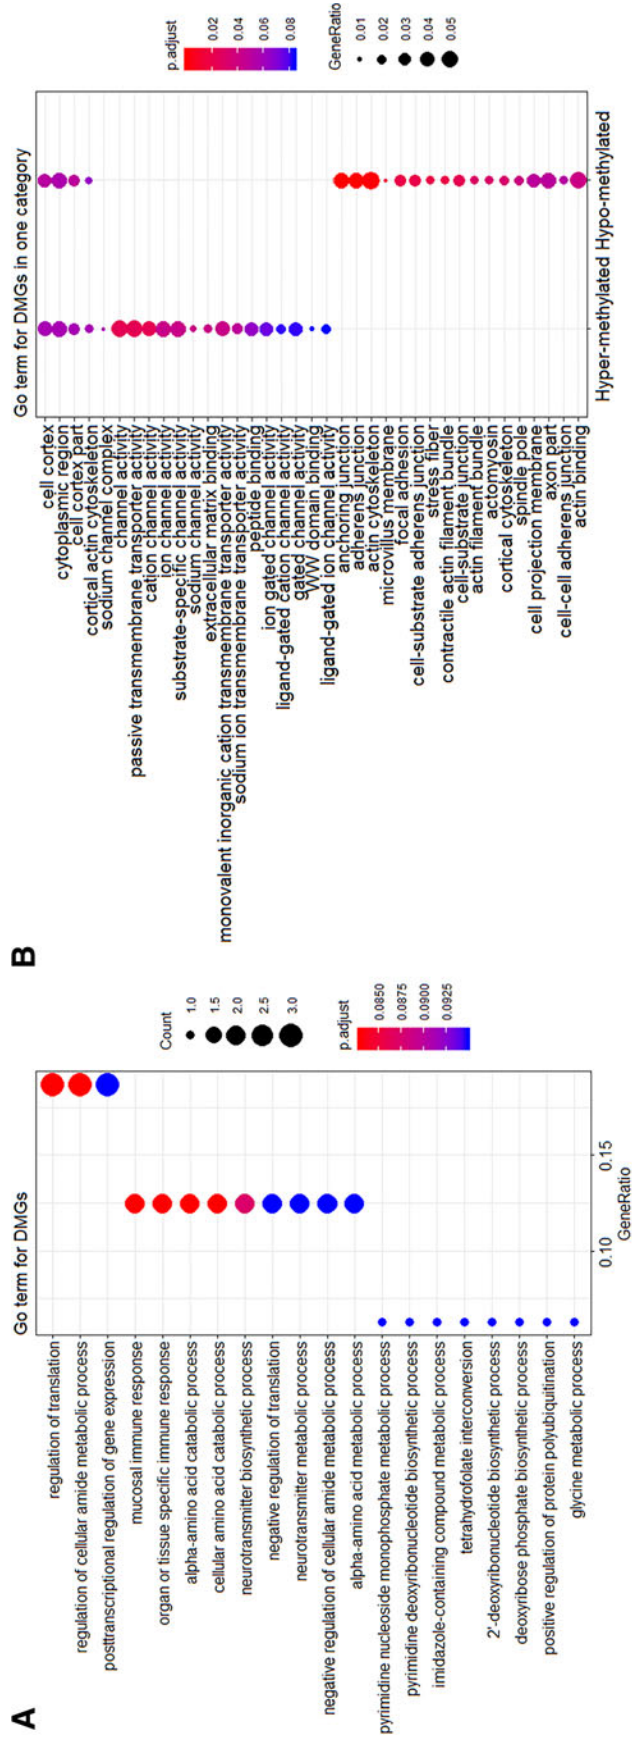 A
Go term for DMGs
regulation of translation
regulation of cellular amide metabolic process
posttranscriptional regulation of gene expression
mucosal immune response
organ or tissue specific immune response
alpha-amino acid catabolic process
cellular amino acid catabolic process
neurotransmitter biosynthetic process
negative regulation of translation
neurotransmitter metabolic process
negative regulation of cellular amide metabolic process
alpha-amino acid metabolic process
pyrimidine nucleoside monophosphate metabolic process
pyrimidine deoxyribonucleotide biosynthetic process
imidazole-containing compound metabolic process
tetrahydrofolate interconversion
2'-deoxyribonucleotide biosynthetic process
deoxyribose phosphate biosynthetic process
positive regulation of protein polyubiquitination
glycine metabolic process
0.10
0.15
GeneRatio
Count
1.0
1.5
2.0
2.5
3.0
p.adjust
0.0850
0.0875
0.0900
0.0925
B
Go term for DMGs in one category
cell cortex
cytoplasmic region
cell cortex part
cortical actin cytoskeleton
sodium channel complex
channel activity
passive transmembrane transporter activity
cation channel activity
ion channel activity
substrate-specific channel activity
sodium channel activity
extracellular matrix binding
monovalent inorganic cation transmembrane transporter activity
sodium ion transmembrane transporter activity
peptide binding
ion gated channel activity
ligand-gated cation channel activity
gated channel activity
WW domain binding
ligand-gated ion channel activity
anchoring junction
adherens junction
actin cytoskeleton
microvillus membrane
focal adhesion
cell-substrate adherens junction
stress fiber
contractile actin filament bundle
cell-substrate junction
actin filament bundle
actomyosin
cortical cytoskeleton
spindle pole
cell projection membrane
axon part
cell-cell adherens junction
actin binding
Hyper-methylated
Hypo-methylated
p.adjust
0.02
0.04
0.06
0.08
GeneRatio
0.01
0.02
0.03
0.04
0.05